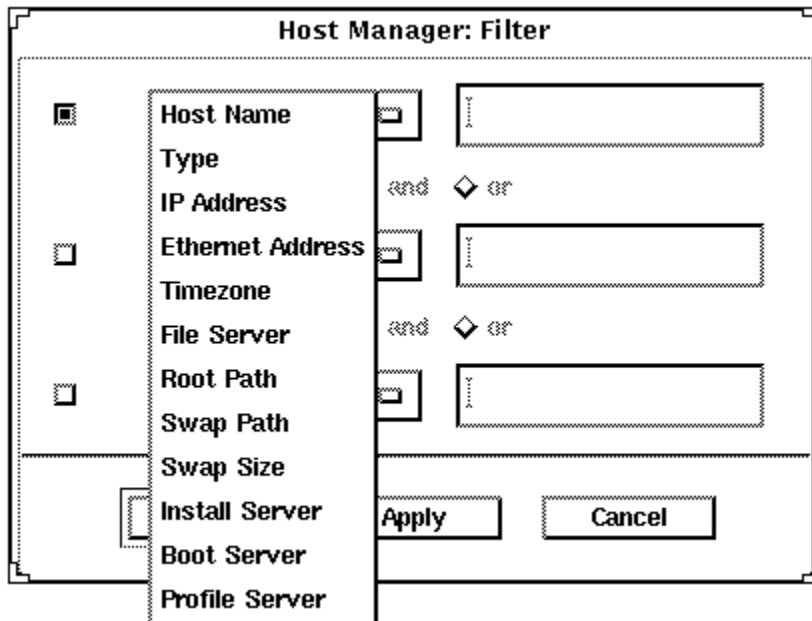 Host Manager: Filter
Host Name
Type
and or
IP Address
Ethernet Address
Timezone
and or
File Server
Root Path
Swap Path
Swap Size
Install Server
Apply Cancel
Boot Server
Profile Server